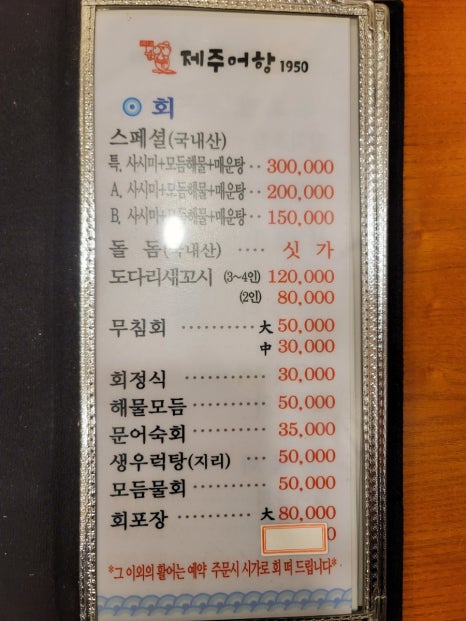 제주어항 1950
회
스페셜(국내산)
특. 사시미+모듬해물+매운탕 ·· 300,000
A. 사시미+모듬해물+매운탕 ·· 200,000
B. 사시미+모듬해물+매운탕 ·· 150,000
돌 돔(국내산) ···· 싯 가
도다리새꼬시 (3~4인) 120,000
(2인) 80,000
무침회 ·········· 大 50,000
中 30,000
회정식 ··········· 30,000
해물모듬 ·········· 50,000
문어숙회 ·········· 35,000
생우럭탕(지리) ··· 50,000
모듬물회 ·········· 50,000
회포장 ·········· 大 80,000
0
*그 이외의 활어는 예약 주문시 시가로 회 떠 드립니다*